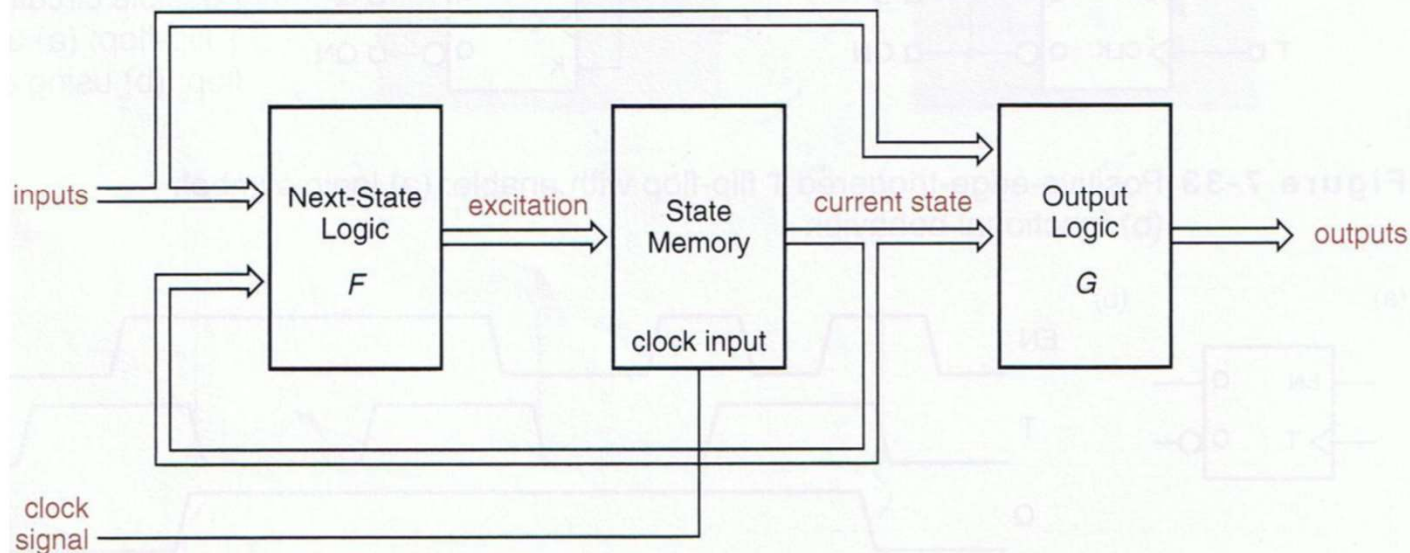 inputs
Next-State
Logic
F
excitation
State
Memory
clock input
current state
Output
Logic
G
outputs
clock
signal